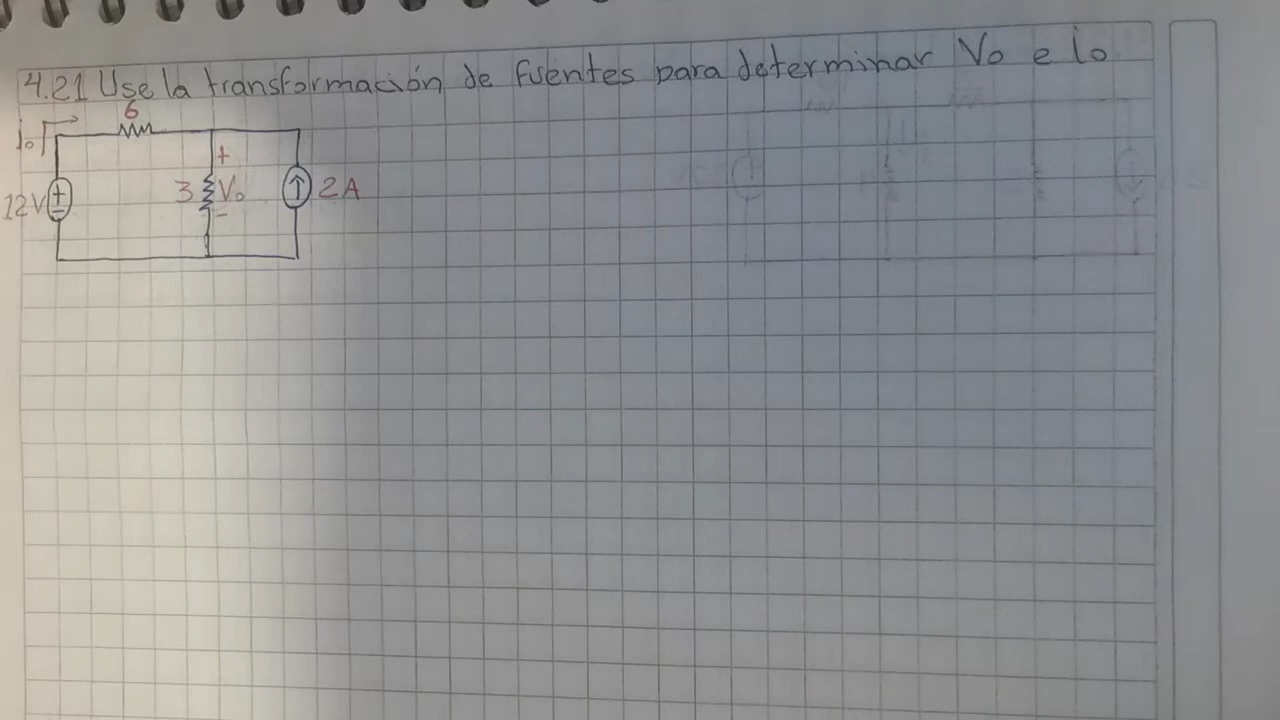 4.21 Use la transformación de fuentes para determinar Vo e Io
6
io
+
12V + - 3 Vo 2A
-